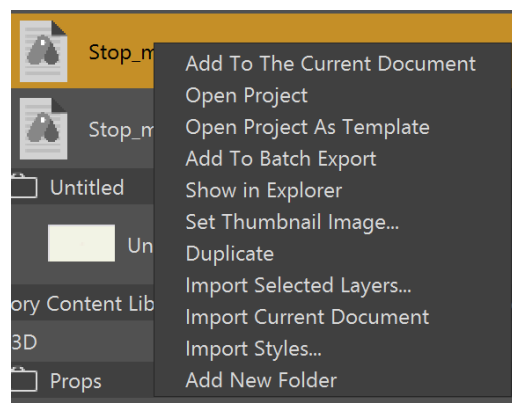 Stop_m
Add To The Current Document
Open Project
Stop_m
Open Project As Template
Add To Batch Export
Untitled
Show in Explorer
Set Thumbnail Image...
Un
Duplicate
Import Selected Layers...
ory Content Lib
Import Current Document
3D
Import Styles...
Props
Add New Folder